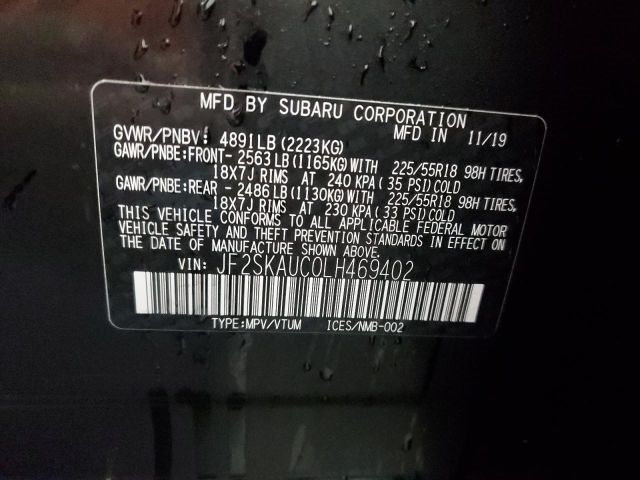 MFD BY SUBARU CORPORATION
GVWR/PNBV: 4891LB (2223KG) MFD IN 11/19
GAWR/PNBE:FRONT- 2563LB(1165KG)WITH 225/55R18 98H TIRES,
18X7J RIMS AT 240 KPA( 35 PSI)COLD
GAWR/PNBE:REAR - 2486LB(1130KG)WITH 225/55R18 98H TIRES,
18X7J RIMS AT 230 KPA( 33 PSI)COLD
THIS VEHICLE CONFORMS TO ALL APPLICABLE FEDERAL MOTOR
VEHICLE SAFETY AND THEFT PREVENTION STANDARDS IN EFFECT ON
THE DATE OF MANUFACTURE SHOWN ABOVE.
VIN: JF2SKAUC0LH469402
TYPE:MPV/VTUM ICES/NMB-002